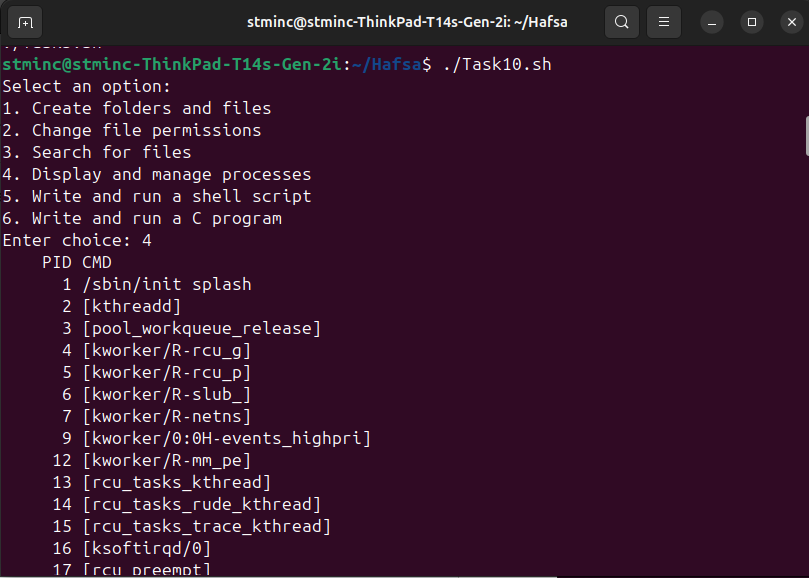 stminc@stminc-ThinkPad-T14s-Gen-2i: ~/Hafsa
stminc@stminc-ThinkPad-T14s-Gen-2i:~/Hafsa$ ./Task10.sh
Select an option:
1. Create folders and files
2. Change file permissions
3. Search for files
4. Display and manage processes
5. Write and run a shell script
6. Write and run a C program
Enter choice: 4
PID CMD
1 /sbin/init splash
2 [kthreadd]
3 [pool_workqueue_release]
4 [kworker/R-rcu_g]
5 [kworker/R-rcu_p]
6 [kworker/R-slub_]
7 [kworker/R-netns]
9 [kworker/0:0H-events_highpri]
12 [kworker/R-mm_pe]
13 [rcu_tasks_kthread]
14 [rcu_tasks_rude_kthread]
15 [rcu_tasks_trace_kthread]
16 [ksoftirqd/0]
17 [rcu_preempt]